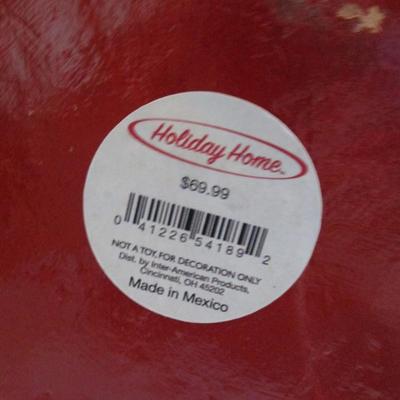 Holiday Home™
$69.99
0 41226 54189 2
NOT A TOY. FOR DECORATION ONLY
Dist. by Inter-American Products,
Cincinnati, OH 45202
Made in Mexico